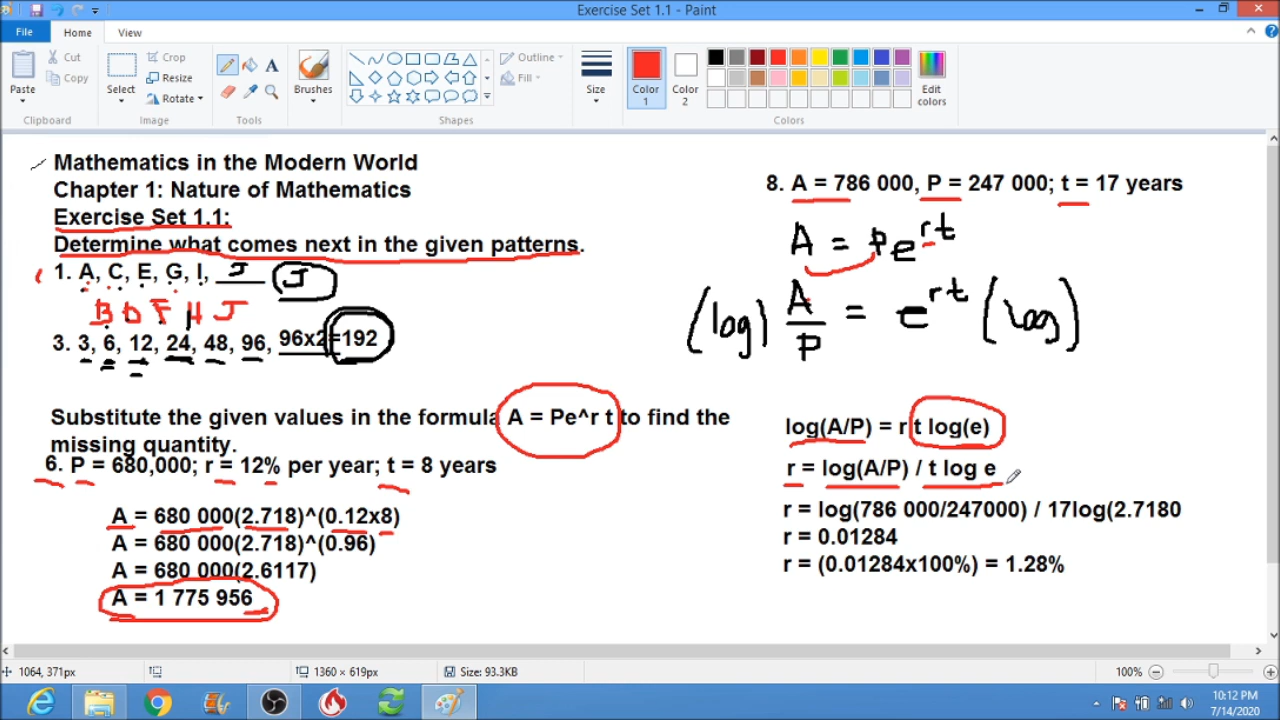 Exercise Set 1.1 - Paint
File Home View
Paste Cut Copy Clipboard
Select Crop Resize Rotate Image
Tools
Brushes
Outline Fill Shapes
Size
Color 1 Color 2 Edit colors Colors
Mathematics in the Modern World
Chapter 1: Nature of Mathematics
Exercise Set 1.1:
Determine what comes next in the given patterns.
1. A, C, E, G, I, J J
B D F H J
3. 3, 6, 12, 24, 48, 96, 96x2=192
Substitute the given values in the formula A = Pe^r t to find the
missing quantity.
6. P = 680,000; r = 12% per year; t = 8 years
A = 680 000(2.718)^(0.12x8)
A = 680 000(2.718)^(0.96)
A = 680 000(2.6117)
A = 1 775 956
8. A = 786 000, P = 247 000; t = 17 years
A = Pe^rt
(log) A/P = e^rt (log)
log(A/P) = r t log(e)
r = log(A/P) / t log e
r = log(786 000/247000) / 17log(2.7180
r = 0.01284
r = (0.01284x100%) = 1.28%
1064, 371px 1360 × 619px Size: 93.3KB 100%
10:12 PM
7/14/2020